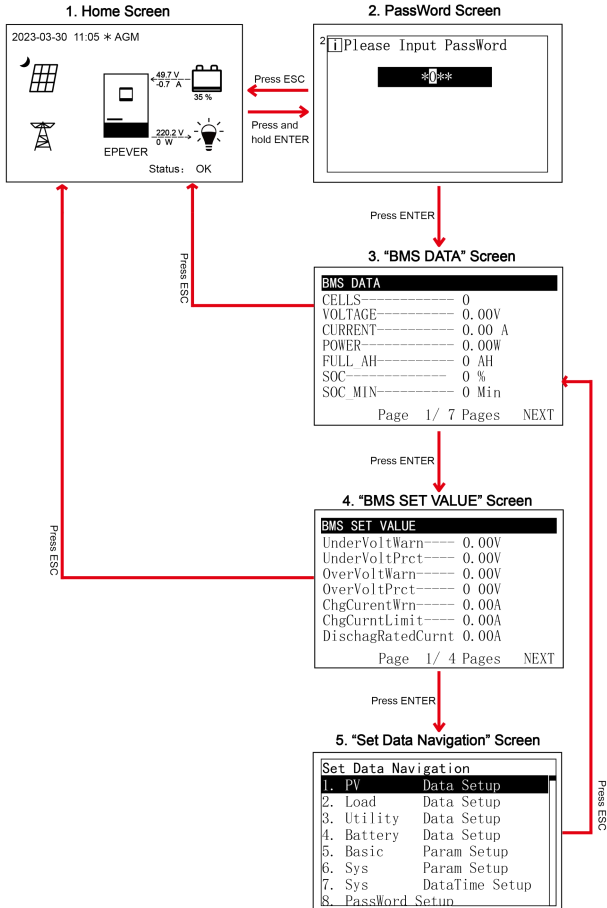 1. Home Screen
2023-03-30 11:05 ✳ AGM
49.7 V
-0.7 A
35 %
220.2 V
0 W
EPEVER
Status: OK
Press ESC
Press and
hold ENTER
2. PassWord Screen
2 i Please Input PassWord
*0**
Press ENTER
3. “BMS DATA” Screen
BMS DATA
CELLS------------ 0
VOLTAGE---------- 0.00V
CURRENT---------- 0.00 A
POWER------------ 0.00W
FULL_AH---------- 0 AH
SOC------------- 0 %
SOC_MIN---------- 0 Min
Page 1/ 7 Pages NEXT
Press ESC
Press ENTER
4. “BMS SET VALUE” Screen
BMS SET VALUE
UnderVoltWarn---- 0.00V
UnderVoltPrct---- 0.00V
OverVoltWarn----- 0.00V
OverVoltPrct----- 0.00V
ChgCurentWrn----- 0.00A
ChgCurntLimit---- 0.00A
DischagRatedCurnt 0.00A
Page 1/ 4 Pages NEXT
Press ESC
Press ENTER
5. “Set Data Navigation” Screen
Set Data Navigation
1. PV Data Setup
2. Load Data Setup
3. Utility Data Setup
4. Battery Data Setup
5. Basic Param Setup
6. Sys Param Setup
7. Sys DataTime Setup
8. PassWord Setup
Press ESC